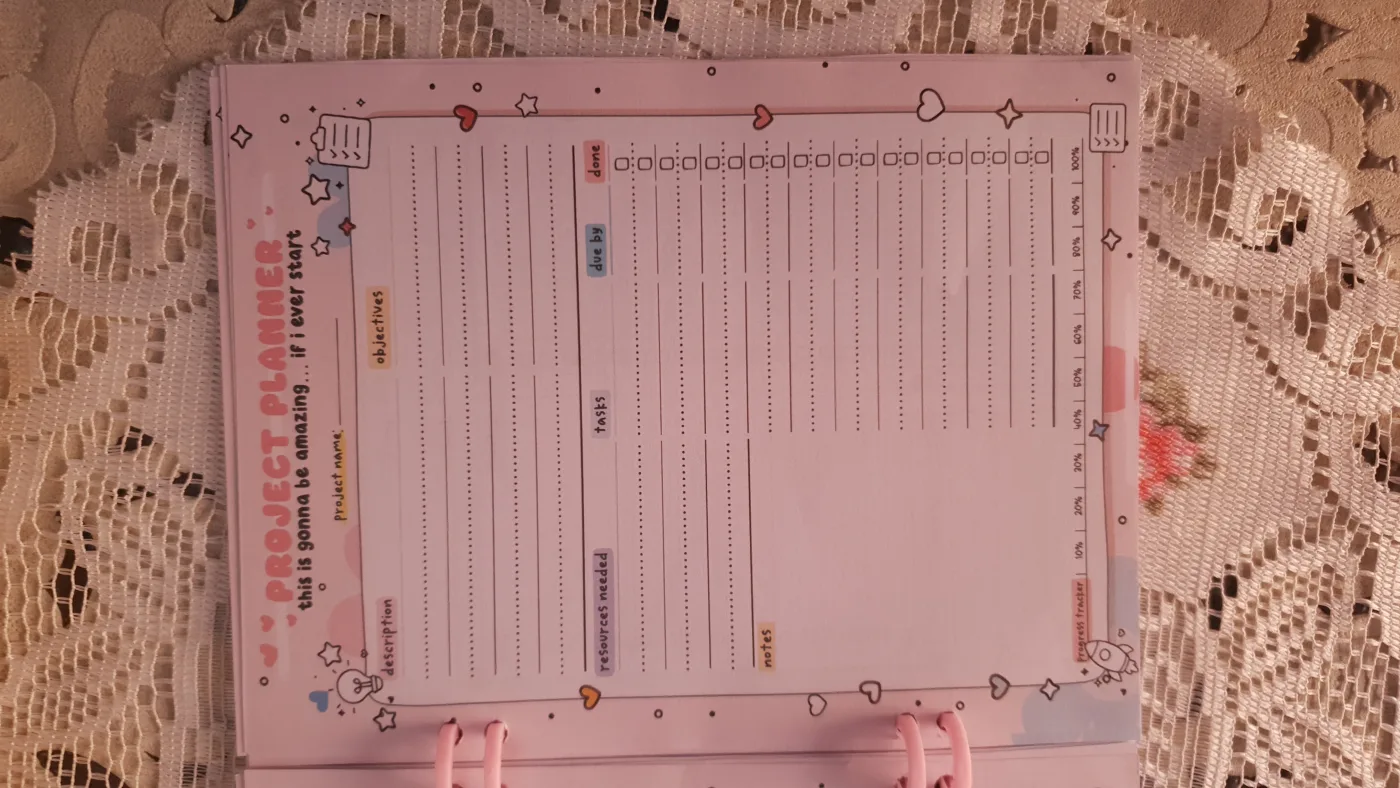 PROJECT PLANNER
this is gonna be amazing... if i ever start
project name:
description
objectives
resources needed
tasks
due by
done
notes
progress tracker 10% 20% 30% 40% 50% 60% 70% 80% 90% 100%